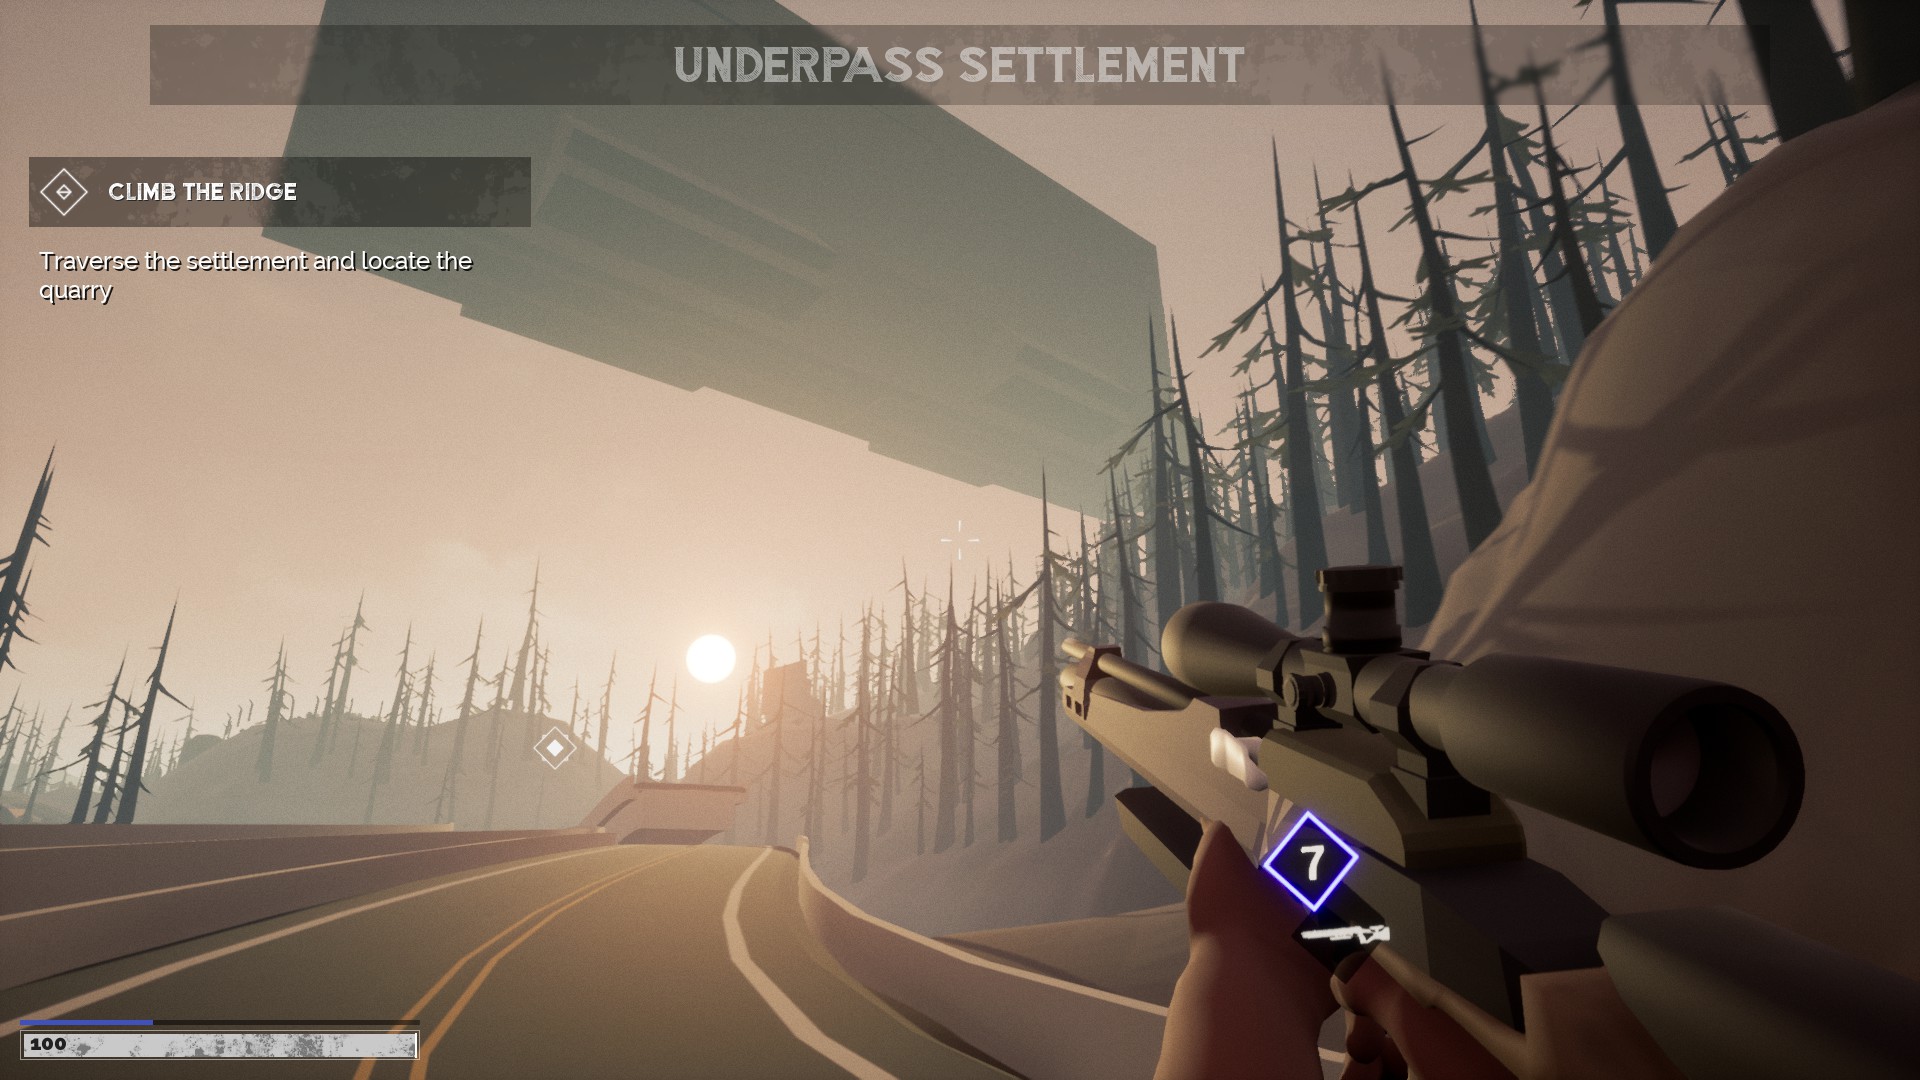 UNDERPASS SETTLEMENT
CLIMB THE RIDGE
Traverse the settlement and locate the
quarry
7
100